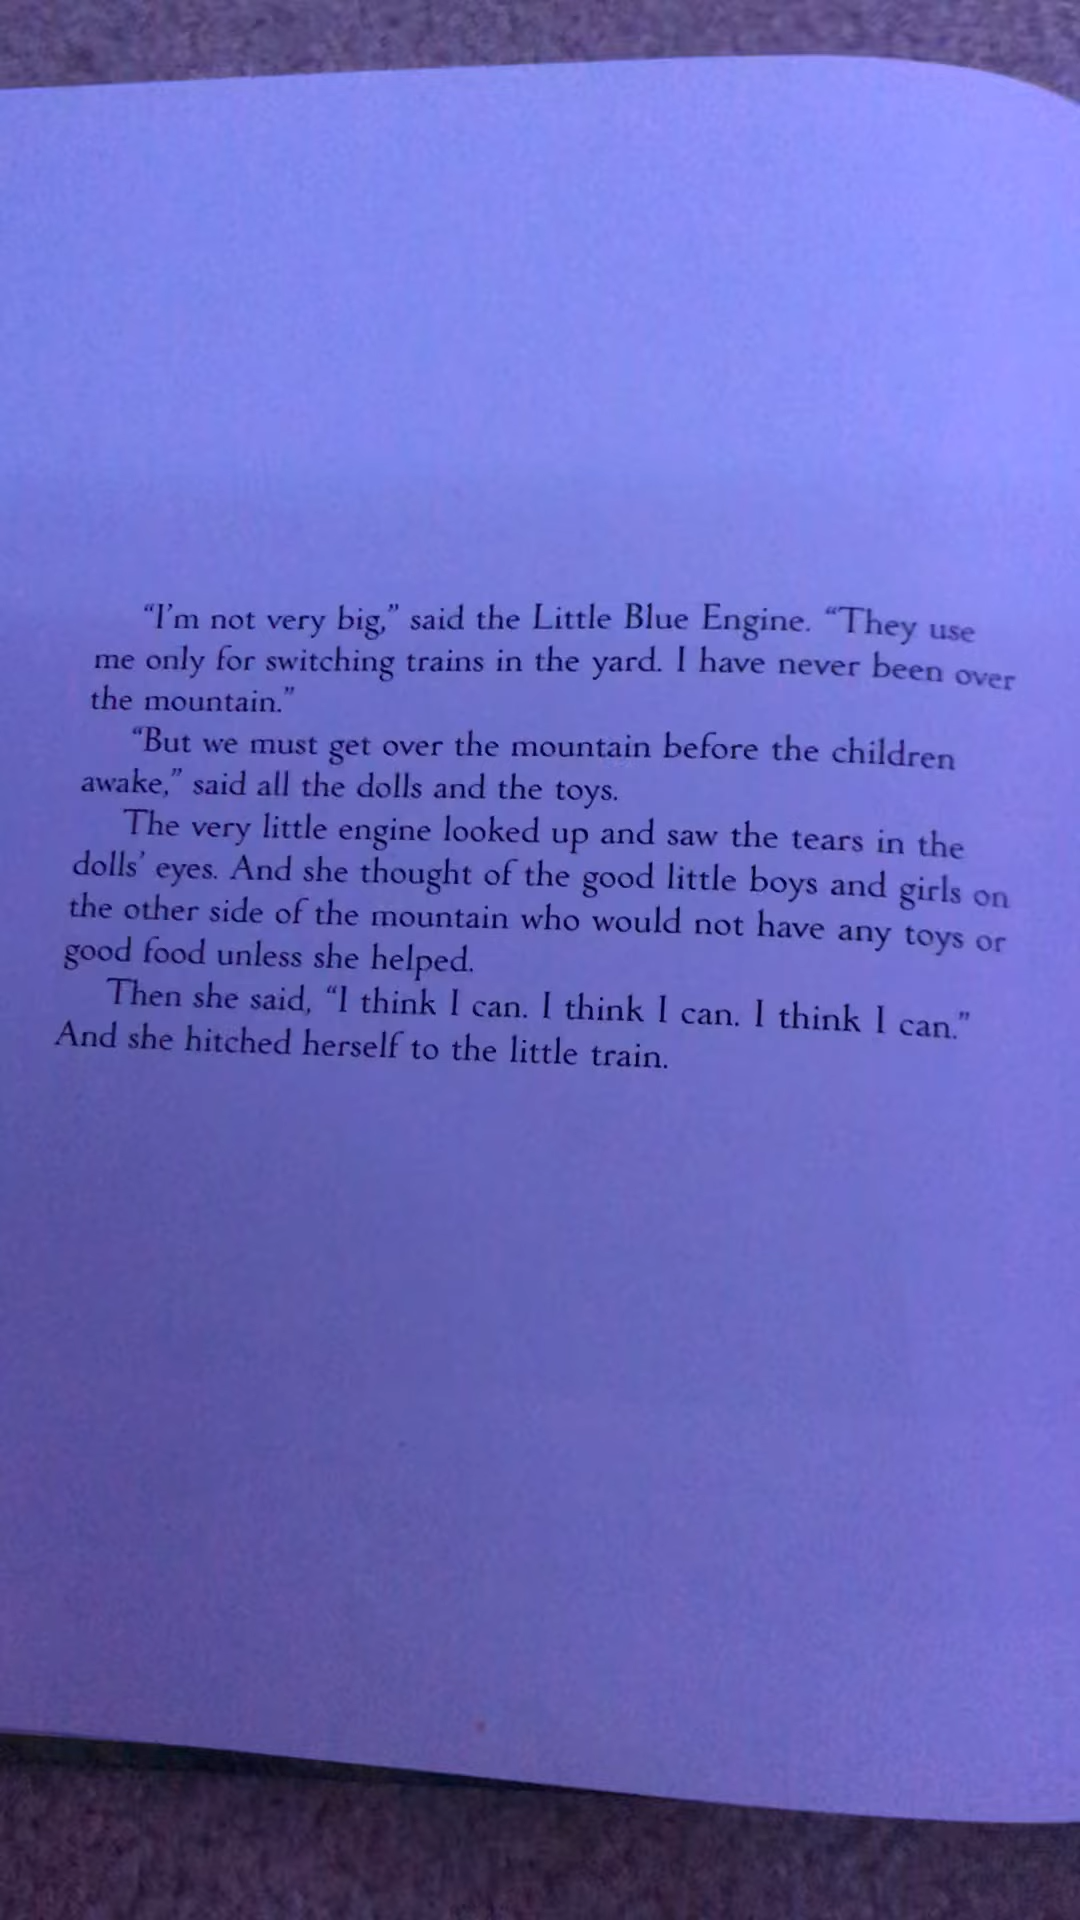 “I’m not very big,” said the Little Blue Engine. “They use
me only for switching trains in the yard. I have never been over
the mountain.”
“But we must get over the mountain before the children
awake,” said all the dolls and the toys.
The very little engine looked up and saw the tears in the
dolls’ eyes. And she thought of the good little boys and girls on
the other side of the mountain who would not have any toys or
good food unless she helped.
Then she said, “I think I can. I think I can. I think I can.”
And she hitched herself to the little train.